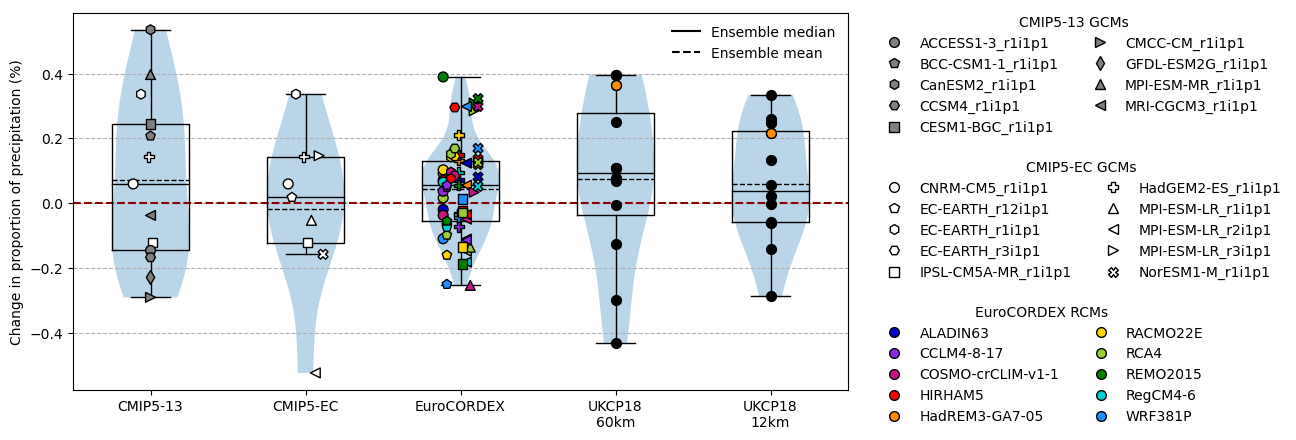 Change in proportion of precipitation (%)
0.4
0.2
0.0
−0.2
−0.4
Ensemble median
Ensemble mean
CMIP5-13
CMIP5-EC
EuroCORDEX
UKCP18
60km
UKCP18
12km
CMIP5-13 GCMs
ACCESS1-3_r1i1p1
BCC-CSM1-1_r1i1p1
CanESM2_r1i1p1
CCSM4_r1i1p1
CESM1-BGC_r1i1p1
CMCC-CM_r1i1p1
GFDL-ESM2G_r1i1p1
MPI-ESM-MR_r1i1p1
MRI-CGCM3_r1i1p1
CMIP5-EC GCMs
CNRM-CM5_r1i1p1
EC-EARTH_r12i1p1
EC-EARTH_r1i1p1
EC-EARTH_r3i1p1
IPSL-CM5A-MR_r1i1p1
HadGEM2-ES_r1i1p1
MPI-ESM-LR_r1i1p1
MPI-ESM-LR_r2i1p1
MPI-ESM-LR_r3i1p1
NorESM1-M_r1i1p1
EuroCORDEX RCMs
ALADIN63
CCLM4-8-17
COSMO-crCLIM-v1-1
HIRHAM5
HadREM3-GA7-05
RACMO22E
RCA4
REMO2015
RegCM4-6
WRF381P